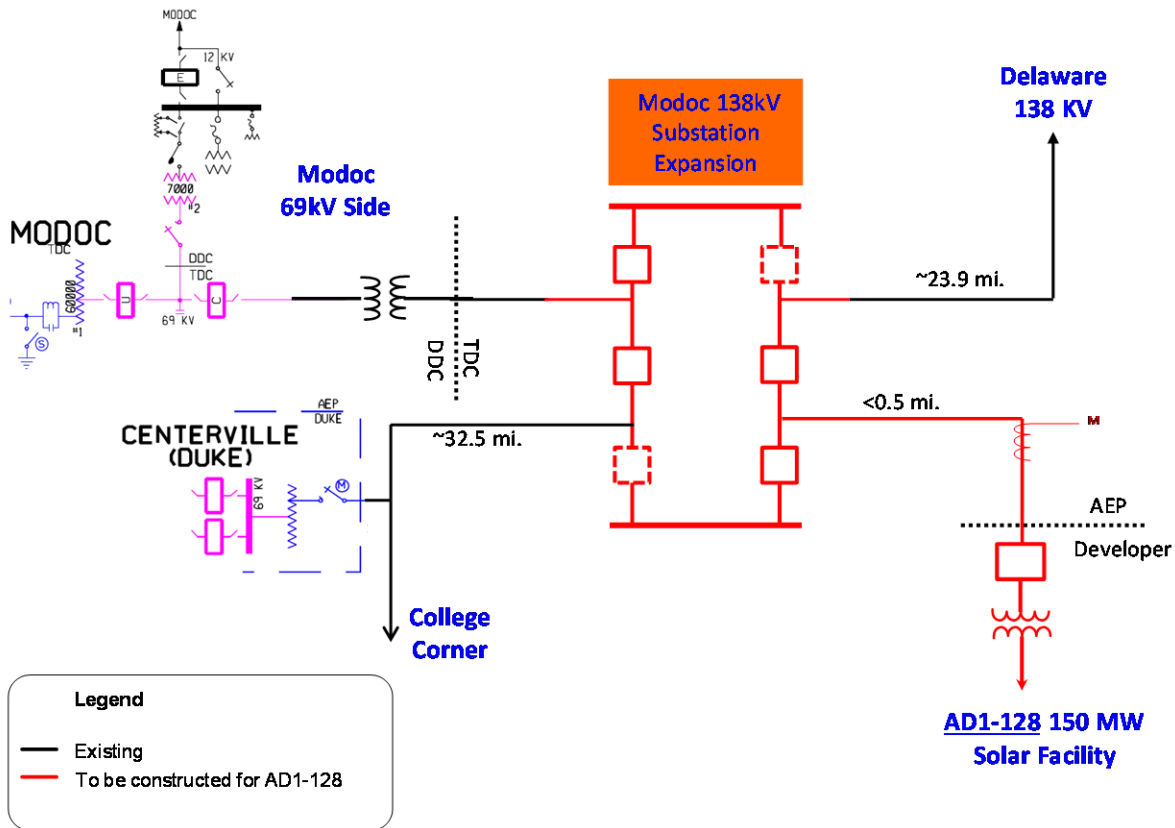 MODOC
12 KV
E
7000
#2
Modoc
69kV Side
MODOC
TDC
60000
#1
U
DDC
TDC
C
69 KV
S
DDC
TDC
Modoc 138kV
Substation
Expansion
Delaware
138 KV
~23.9 mi.
<0.5 mi.
M
AEP
Developer
AD1-128 150 MW
Solar Facility
~32.5 mi.
AEP
DUKE
CENTERVILLE
(DUKE)
69 KV
M
College
Corner
Legend
Existing
To be constructed for AD1-128